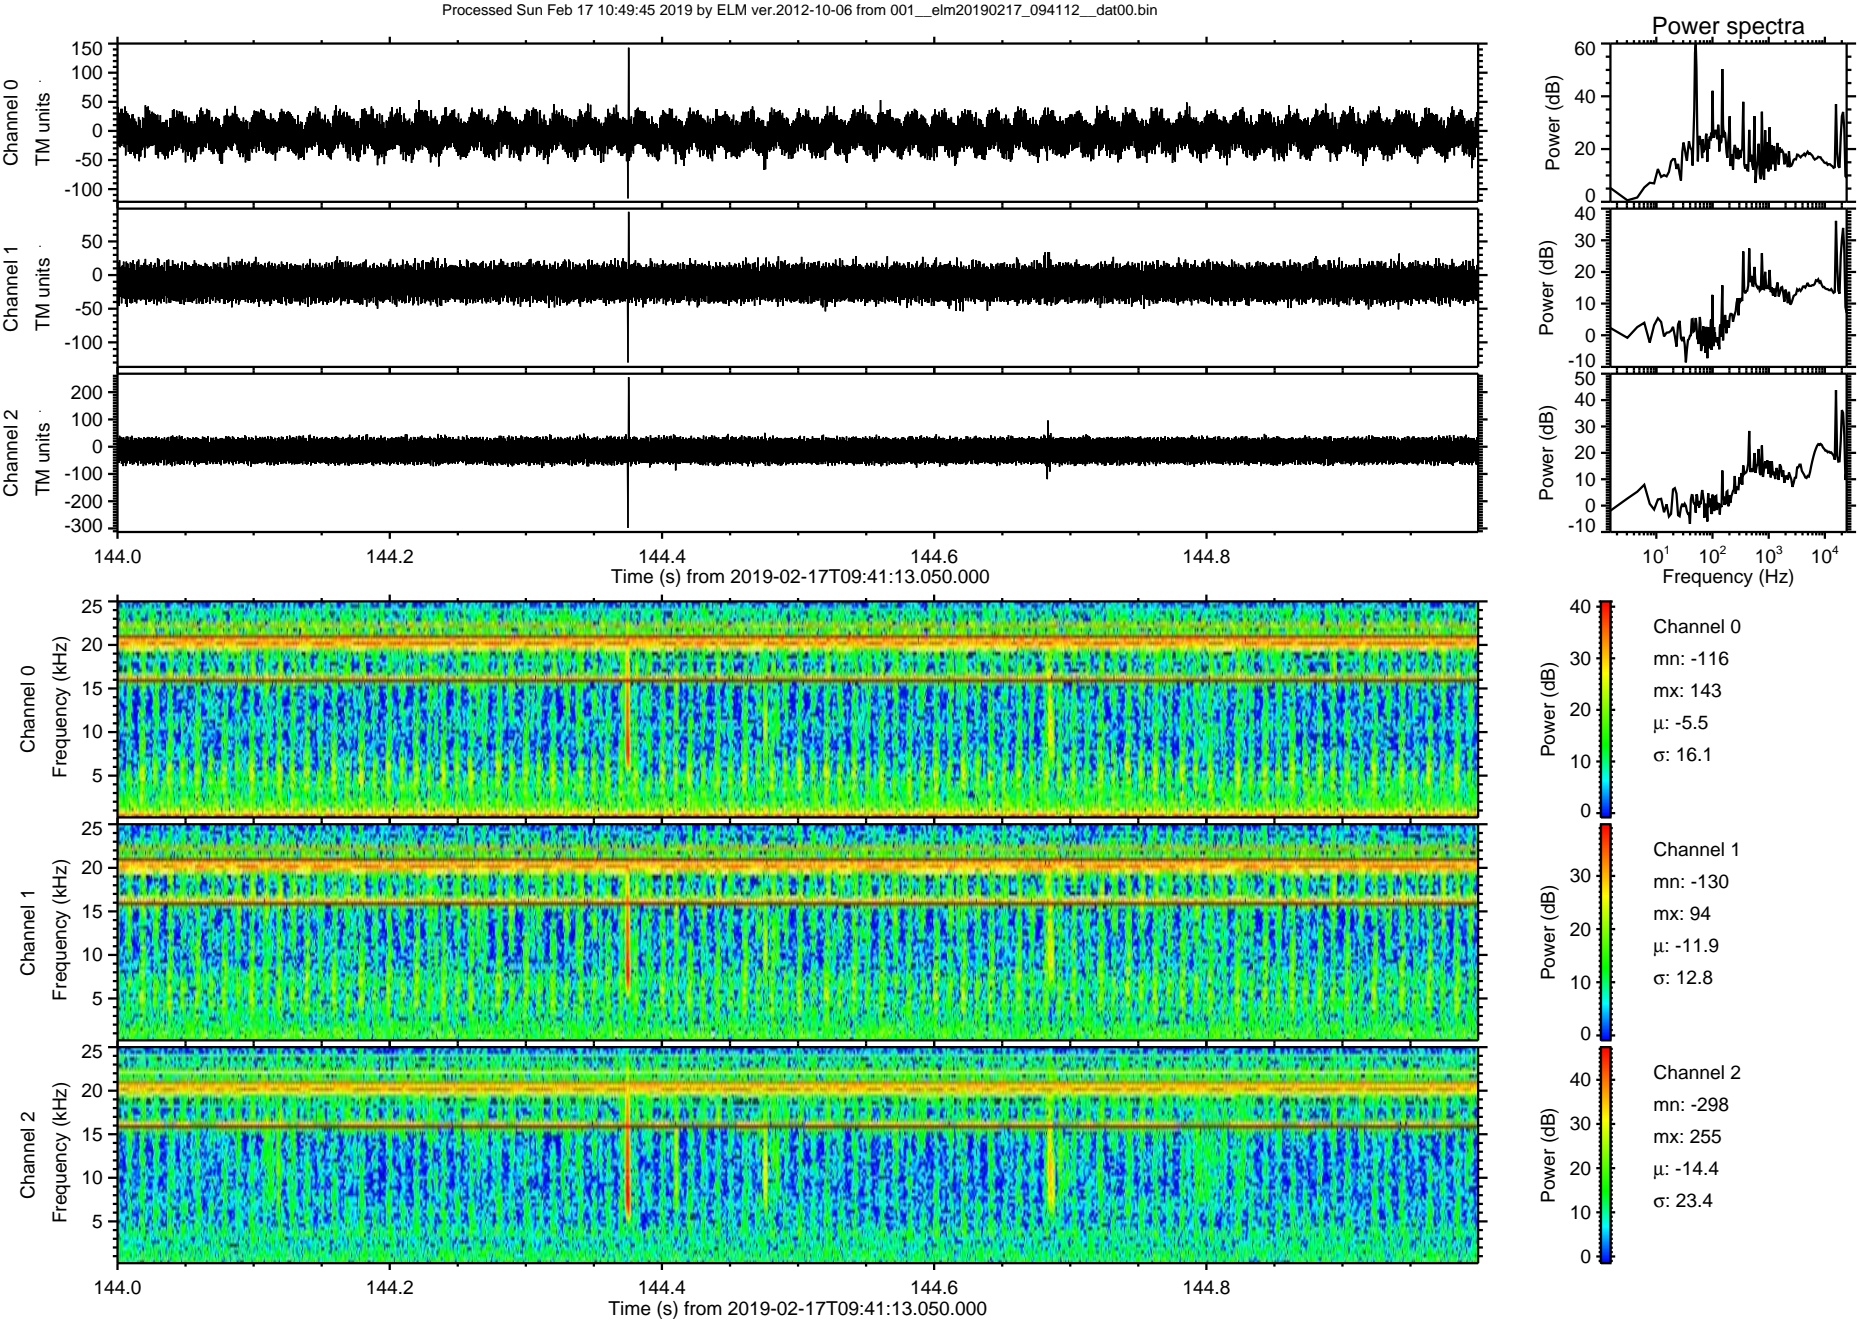 Processed Sun Feb 17 10:49:45 2019 by ELM ver.2012-10-06 from 001__elm20190217_094112__dat00.bin
Power spectra
Channel 0
TM units
150
100
50
0
-50
-100
Power (dB)
60
40
20
0
Channel 1
TM units
50
0
-50
-100
Power (dB)
40
30
20
10
0
-10
Channel 2
TM units
200
100
0
-100
-200
-300
Power (dB)
50
40
30
20
10
0
-10
144.0 144.2 144.4 144.6 144.8
Time (s) from 2019-02-17T09:41:13.050.000
10¹ 10² 10³ 10⁴
Frequency (Hz)
Channel 0
Frequency (kHz)
25
20
15
10
5
Power (dB)
40
30
20
10
0
Channel 0
mn: -116
mx: 143
µ: -5.5
σ: 16.1
Channel 1
Frequency (kHz)
25
20
15
10
5
Power (dB)
30
20
10
0
Channel 1
mn: -130
mx: 94
µ: -11.9
σ: 12.8
Channel 2
Frequency (kHz)
25
20
15
10
5
Power (dB)
40
30
20
10
0
Channel 2
mn: -298
mx: 255
µ: -14.4
σ: 23.4
144.0 144.2 144.4 144.6 144.8
Time (s) from 2019-02-17T09:41:13.050.000